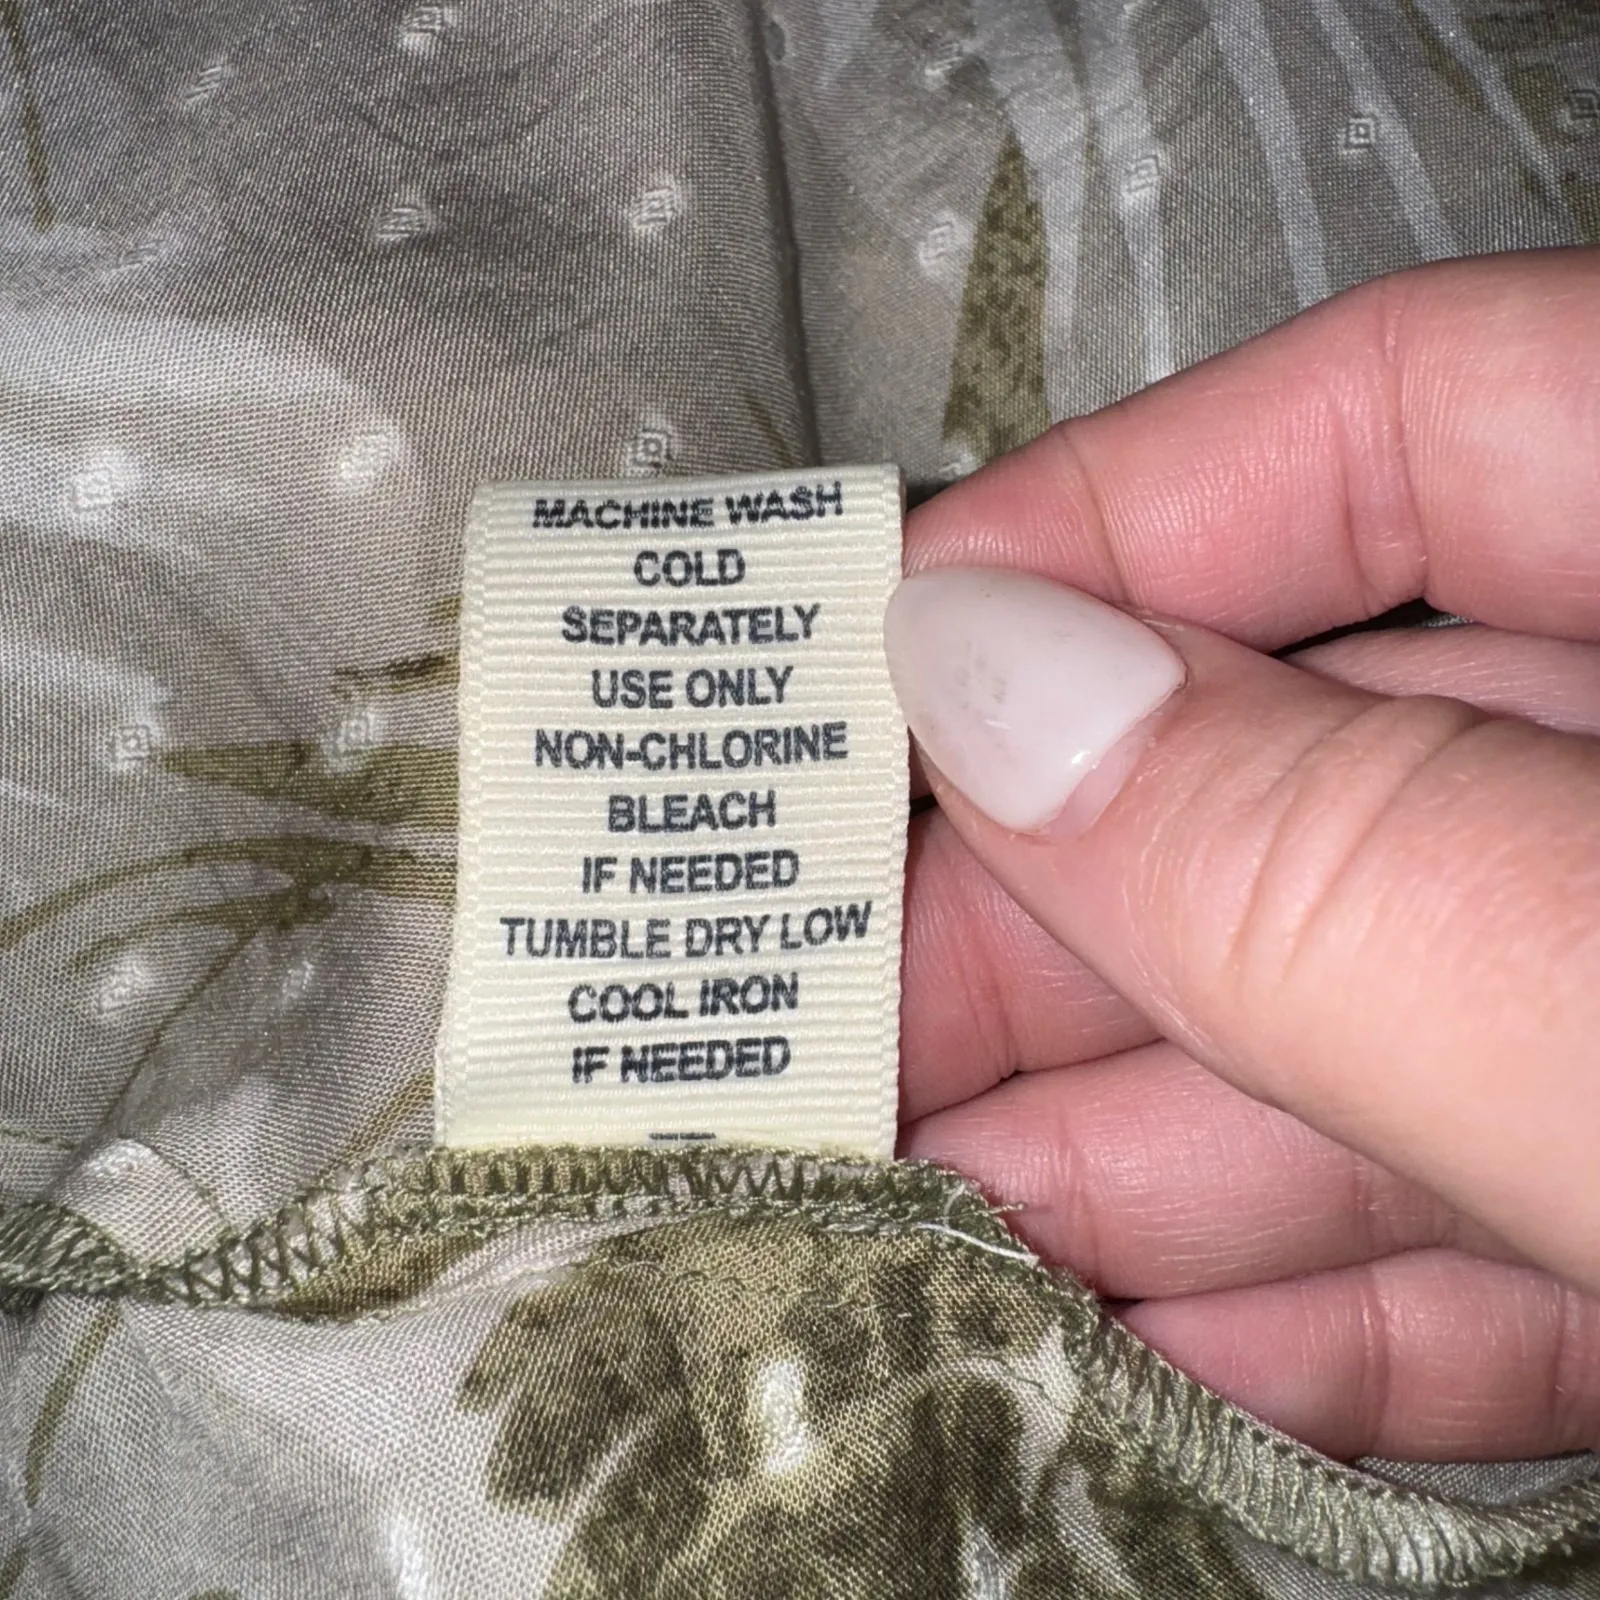 MACHINE WASH
COLD
SEPARATELY
USE ONLY
NON-CHLORINE
BLEACH
IF NEEDED
TUMBLE DRY LOW
COOL IRON
IF NEEDED